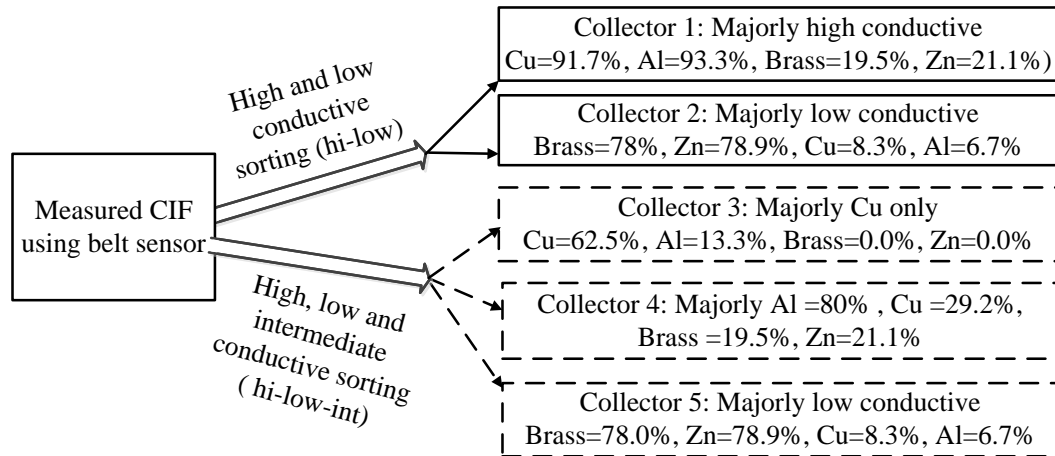 Measured CIF
using belt sensor
High and low
conductive
sorting (hi-low)
High, low and
intermediate
conductive sorting
( hi-low-int)
Collector 1: Majorly high conductive
Cu=91.7%, Al=93.3%, Brass=19.5%, Zn=21.1%)
Collector 2: Majorly low conductive
Brass=78%, Zn=78.9%, Cu=8.3%, Al=6.7%
Collector 3: Majorly Cu only
Cu=62.5%, Al=13.3%, Brass=0.0%, Zn=0.0%
Collector 4: Majorly Al =80% , Cu =29.2%,
Brass =19.5%, Zn=21.1%
Collector 5: Majorly low conductive
Brass=78.0%, Zn=78.9%, Cu=8.3%, Al=6.7%